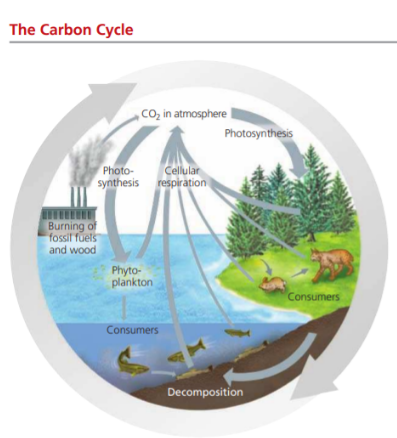 The Carbon Cycle
CO₂ in atmosphere
Photosynthesis
Photo-
synthesis
Cellular
respiration
Burning of
fossil fuels
and wood
Phyto-
plankton
Consumers
Consumers
Decomposition